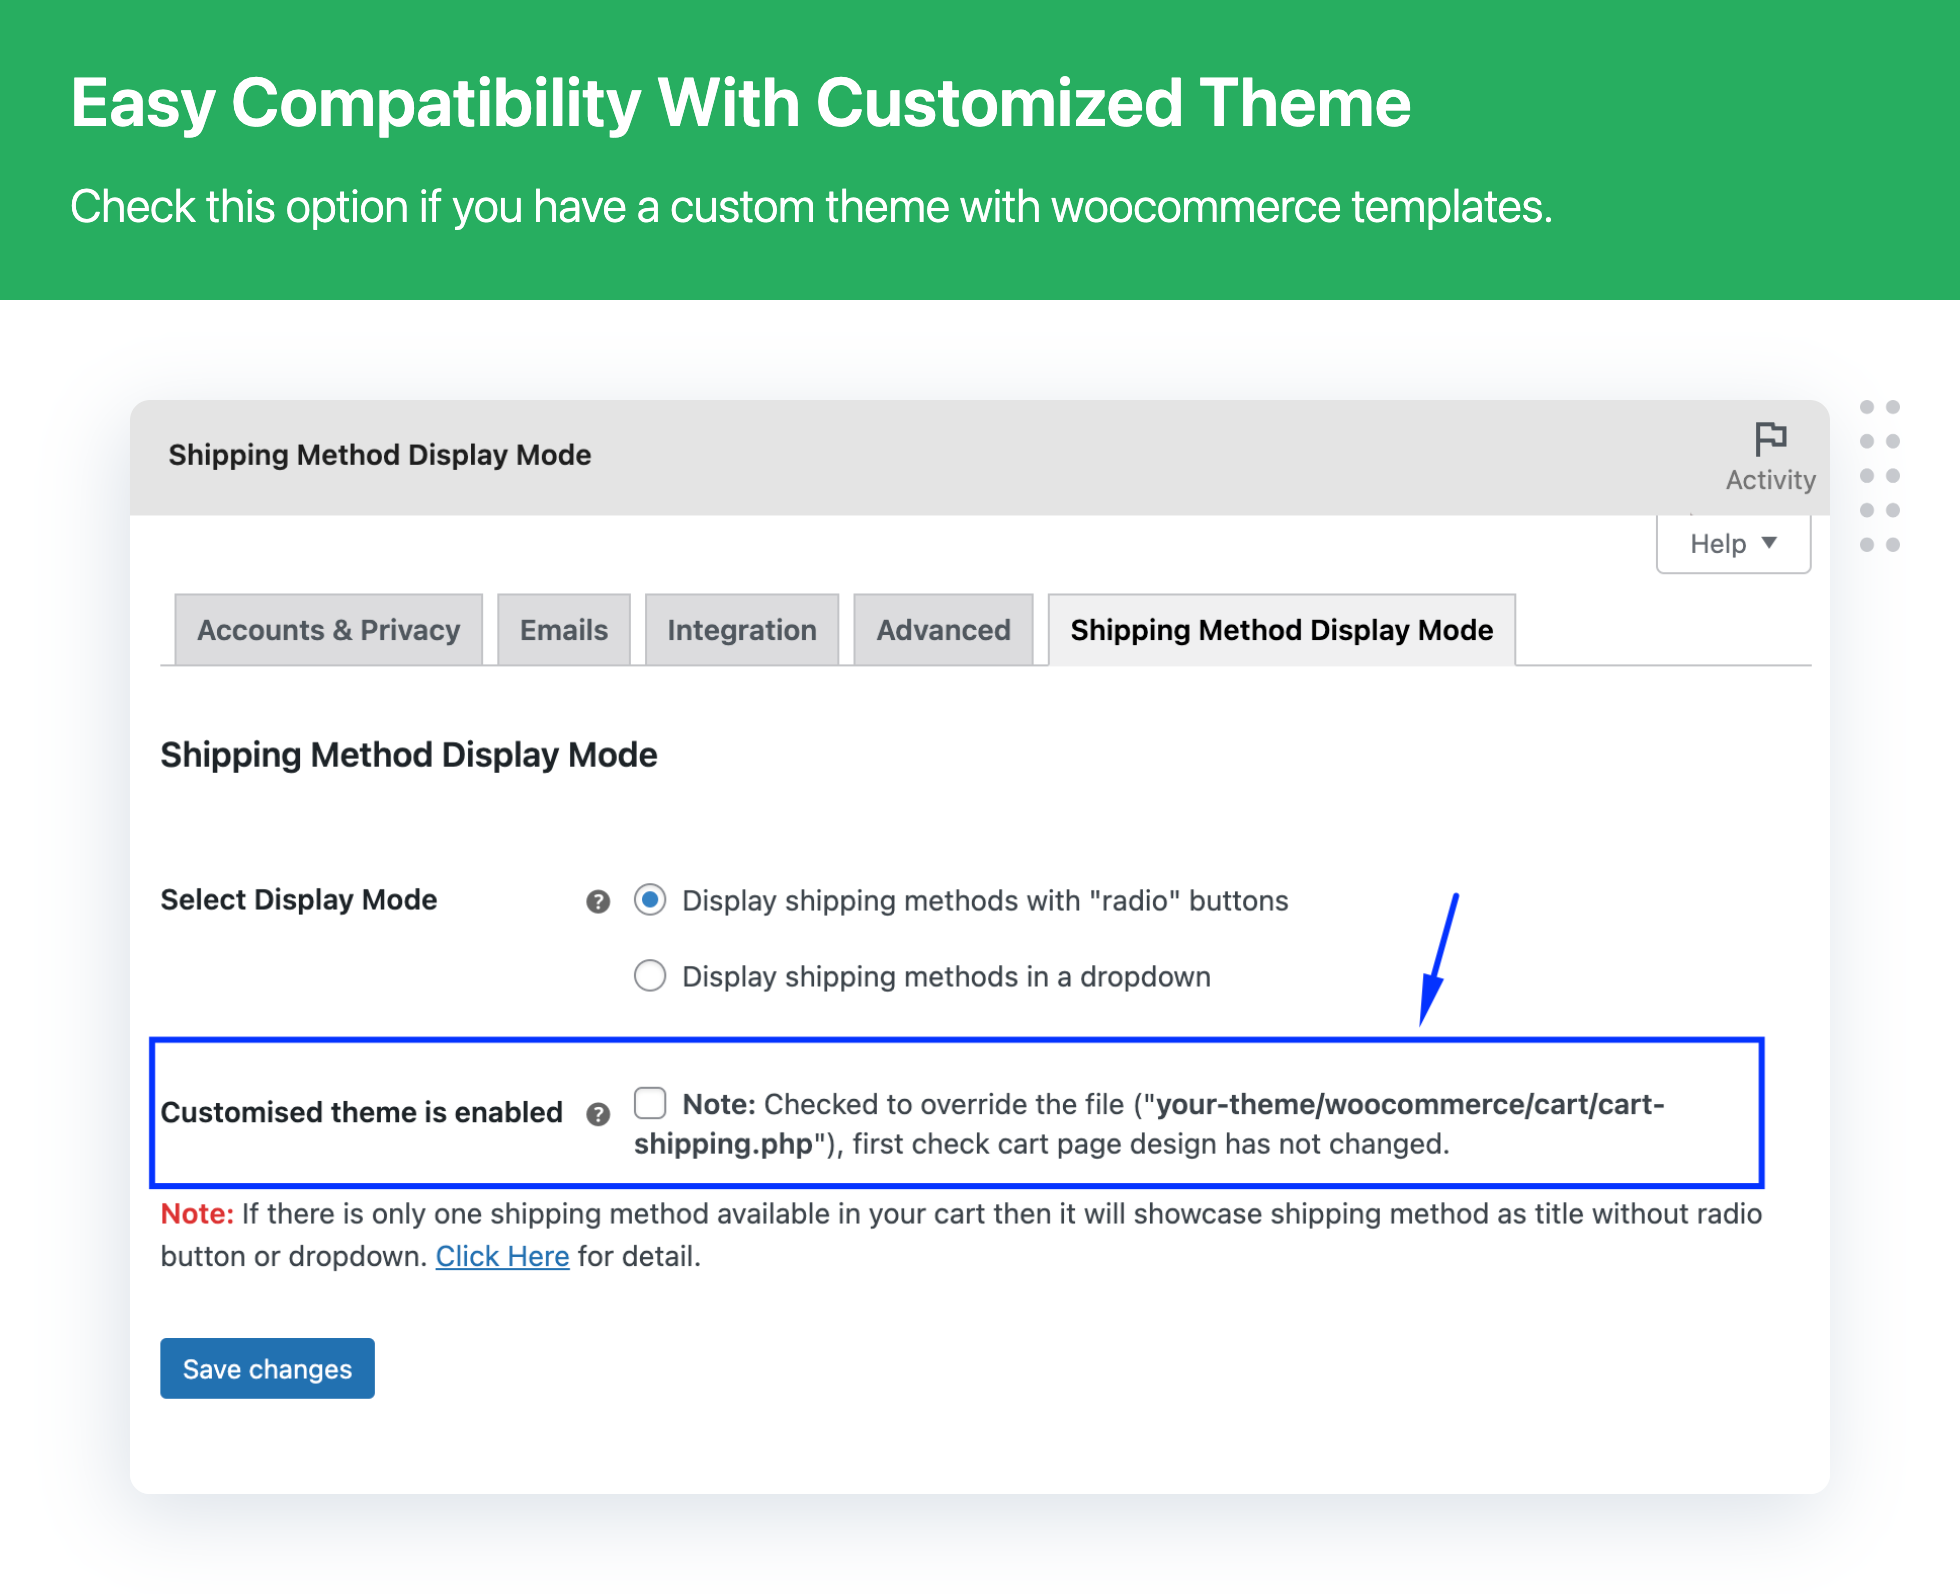 Easy Compatibility With Customized Theme
Check this option if you have a custom theme with woocommerce templates.
Shipping Method Display Mode
Activity
Help
Accounts & Privacy
Emails
Integration
Advanced
Shipping Method Display Mode
Shipping Method Display Mode
Select Display Mode
Display shipping methods with "radio" buttons
Display shipping methods in a dropdown
Customised theme is enabled
Note: Checked to override the file ("your-theme/woocommerce/cart/cart-
shipping.php"), first check cart page design has not changed.
Note: If there is only one shipping method available in your cart then it will showcase shipping method as title without radio
button or dropdown. Click Here for detail.
Save changes